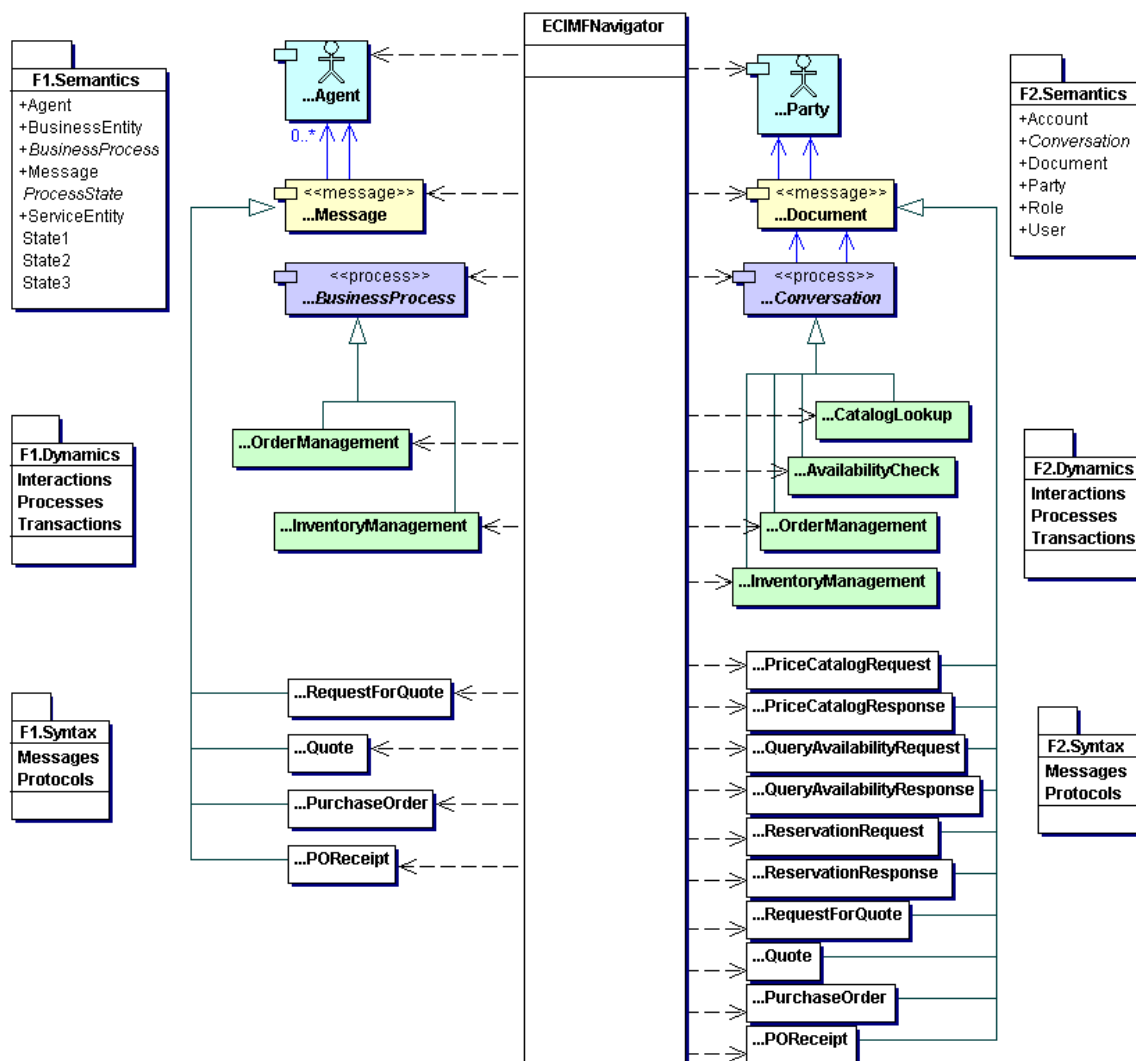 ECIMFNavigator
F1.Semantics
+Agent
+BusinessEntity
+BusinessProcess
+Message
ProcessState
+ServiceEntity
State1
State2
State3
...Agent
0..*
<<message>>
...Message
<<process>>
...BusinessProcess
...OrderManagement
...InventoryManagement
F1.Dynamics
Interactions
Processes
Transactions
F1.Syntax
Messages
Protocols
...RequestForQuote
...Quote
...PurchaseOrder
...POReceipt
...Party
<<message>>
...Document
<<process>>
...Conversation
...CatalogLookup
...AvailabilityCheck
...OrderManagement
...InventoryManagement
...PriceCatalogRequest
...PriceCatalogResponse
...QueryAvailabilityRequest
...QueryAvailabilityResponse
...ReservationRequest
...ReservationResponse
...RequestForQuote
...Quote
...PurchaseOrder
...POReceipt
F2.Semantics
+Account
+Conversation
+Document
+Party
+Role
+User
F2.Dynamics
Interactions
Processes
Transactions
F2.Syntax
Messages
Protocols